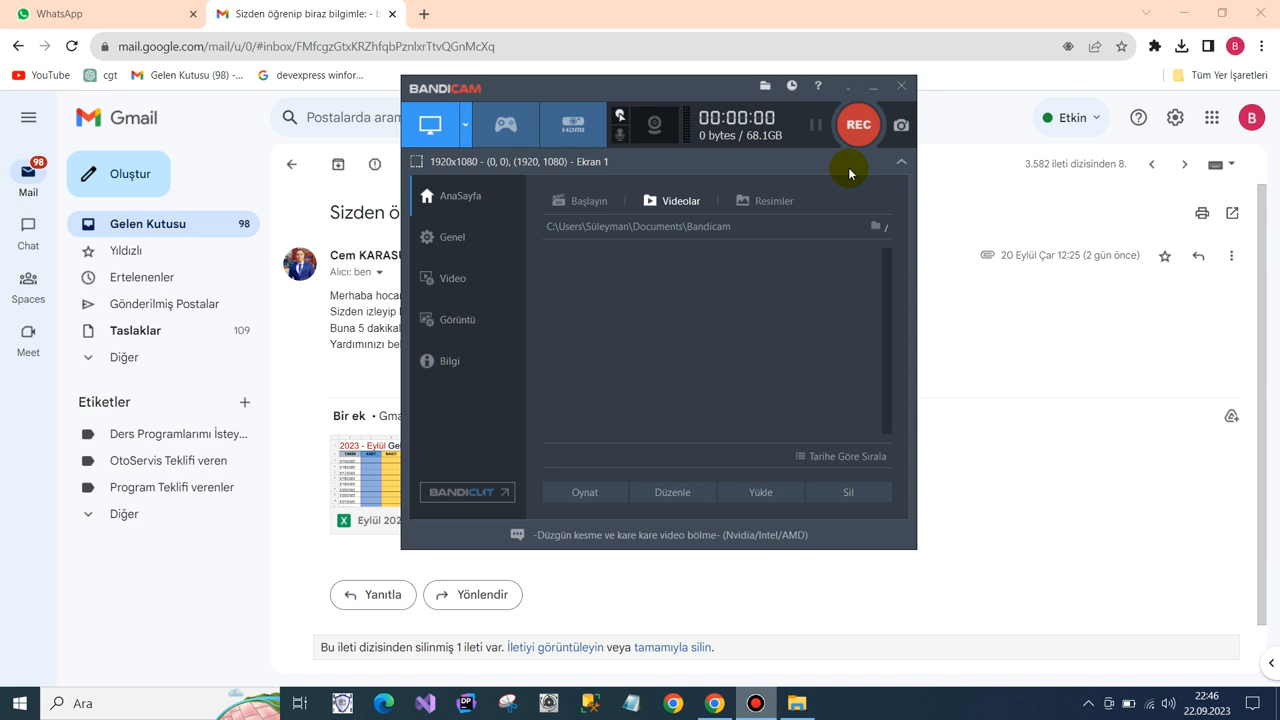 WhatsApp
Sizden öğrenip biraz bilgimle: - b
mail.google.com/mail/u/0/#inbox/FMfcgzGtxKRZhfqbPznlxrTtvQGnMcXq
YouTube
cgt
Gelen Kutusu (98) -...
devexpress winfor...
Tüm Yer İşaretleri
Gmail
Postalarda aran
Etkin
B
98
Mail
Chat
Spaces
Meet
Oluştur
Gelen Kutusu 98
Yıldızlı
Ertelenenler
Gönderilmiş Postalar
Taslaklar 109
Diğer
Etiketler
Ders Programlarımı İstey...
OtoServis Teklifi veren
Program Teklifi verenler
Diğer
3.582 ileti dizisinden 8.
Sizden ö
Cem KARASU
Alıcı: ben
20 Eylül Çar 12:25 (2 gün önce)
Merhaba hocam
Sizden izleyip b
Buna 5 dakikal
Bir ek • Gma
2023 - Eylül Gel
Eylül 202
Yanıtla
Yönlendir
Bu ileti dizisinden silinmiş 1 ileti var. İletiyi görüntüleyin veya tamamıyla silin.
BANDICAM
HDMI
00:00:00
0 bytes / 68.1GB
REC
1920x1080 - (0, 0), (1920, 1080) - Ekran 1
AnaSayfa
Genel
Video
Görüntü
Bilgi
BANDICUT
Başlayın
Videolar
Resimler
C:\Users\Süleyman\Documents\Bandicam
Tarihe Göre Sırala
Oynat
Düzenle
Yükle
Sil
-Düzgün kesme ve kare kare video bölme- (Nvidia/Intel/AMD)
Ara
DP
22:46
22.09.2023